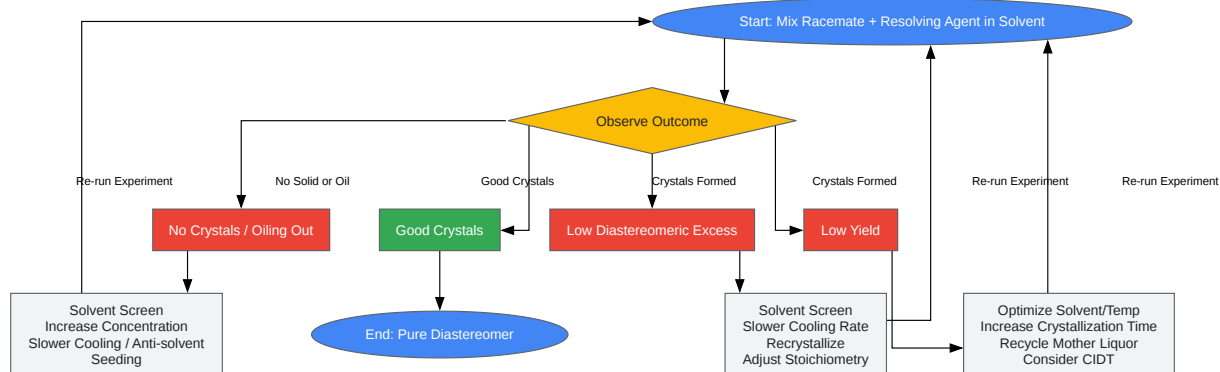 Start: Mix Racemate + Resolving Agent in Solvent
Observe Outcome
Re-run Experiment
No Solid or Oil
Good Crystals
Crystals Formed
Crystals Formed
Re-run Experiment
Re-run Experiment
No Crystals / Oiling Out
Good Crystals
Low Diastereomeric Excess
Low Yield
Solvent Screen
Increase Concentration
Slower Cooling / Anti-solvent
Seeding
End: Pure Diastereomer
Solvent Screen
Slower Cooling Rate
Recrystallize
Adjust Stoichiometry
Optimize Solvent/Temp
Increase Crystallization Time
Recycle Mother Liquor
Consider CIDT